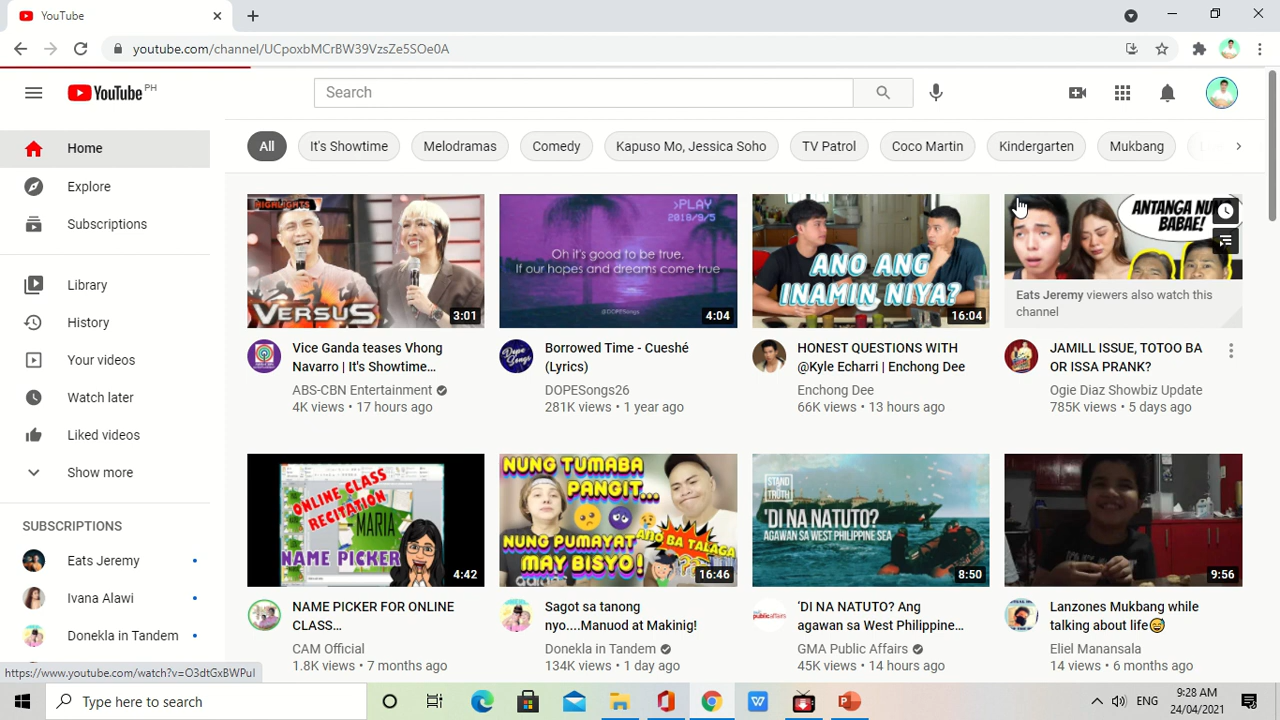 YouTube
youtube.com/channel/UCpoxbMCrBW39VzsZe5SOe0A
YouTube PH
Search
Home
Explore
Subscriptions
Library
History
Your videos
Watch later
Liked videos
Show more
SUBSCRIPTIONS
Eats Jeremy
Ivana Alawi
Donekla in Tandem
https://www.youtube.com/watch?v=O3dtGxBWPuI
All
It's Showtime
Melodramas
Comedy
Kapuso Mo, Jessica Soho
TV Patrol
Coco Martin
Kindergarten
Mukbang
HIGHLIGHTS
VERSUS
3:01
Vice Ganda teases Vhong
Navarro | It's Showtime…
ABS-CBN Entertainment
4K views • 17 hours ago
>PLAY
2018/9/5
Oh it's good to be true,
If our hopes and dreams come true
@DOPESongs
4:04
Borrowed Time - Cueshé
(Lyrics)
DOPESongs26
281K views • 1 year ago
ANO ANG
INAMIN NIYA?
16:04
HONEST QUESTIONS WITH
@Kyle Echarri | Enchong Dee
Enchong Dee
66K views • 13 hours ago
ANTANGA
BABAE!
Eats Jeremy viewers also watch this
channel
JAMILL ISSUE, TOTOO BA
OR ISSA PRANK?
Ogie Diaz Showbiz Update
785K views • 5 days ago
ONLINE CLASS
RECITATION
MARIA
NAME PICKER
4:42
NAME PICKER FOR ONLINE
CLASS…
CAM Official
1.8K views • 7 months ago
NUNG TUMABA
PANGIT...
NUNG PUMAYAT
ANO BA TALAGA
MAY BISYO!
16:46
Sagot sa tanong
nyo....Manuod at Makinig!
Donekla in Tandem
134K views • 1 day ago
STAND
TRUTH
'DI NA NATUTO?
AGAWAN SA WEST PHILIPPINE SEA
8:50
'DI NA NATUTO? Ang
agawan sa West Philippine…
GMA Public Affairs
45K views • 14 hours ago
9:56
Lanzones Mukbang while
talking about life😅
Eliel Manansala
14 views • 6 months ago
Type here to search
ENG
9:28 AM
24/04/2021